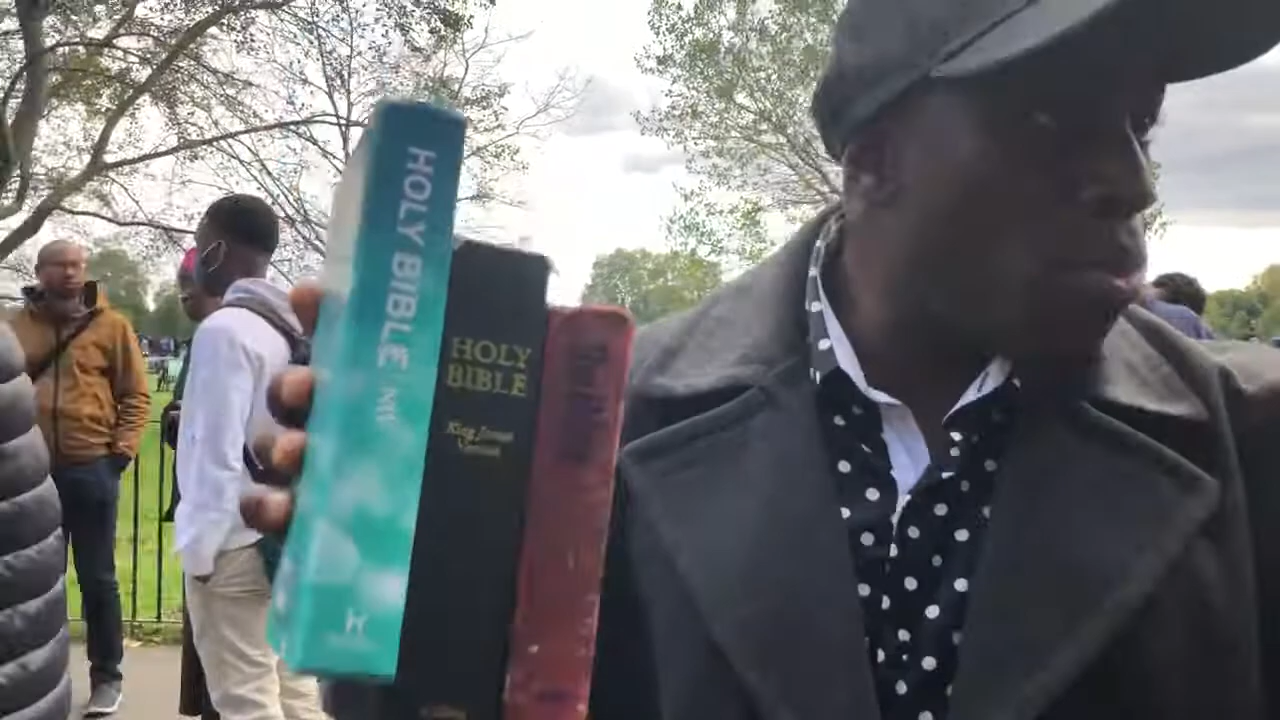 HOLY BIBLE NIV
H
HOLY
BIBLE
King James
Version